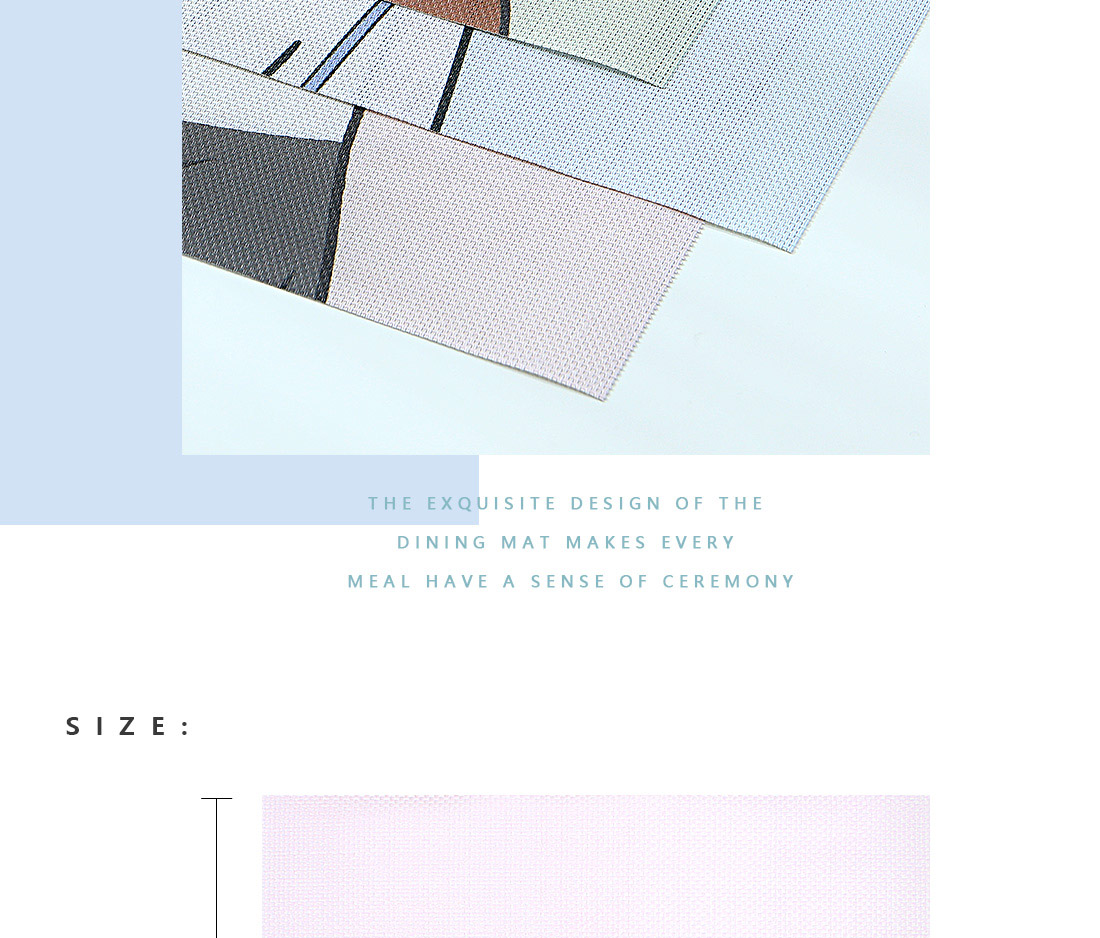 THE EXQUISITE DESIGN OF THE
DINING MAT MAKES EVERY
MEAL HAVE A SENSE OF CEREMONY
SIZE: